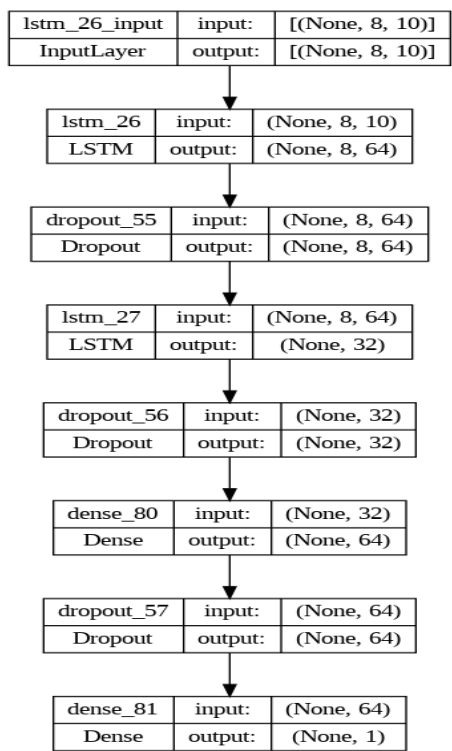 lstm_26_input input: [(None, 8, 10)]
InputLayer output: [(None, 8, 10)]
lstm_26 input: (None, 8, 10)
LSTM output: (None, 8, 64)
dropout_55 input: (None, 8, 64)
Dropout output: (None, 8, 64)
lstm_27 input: (None, 8, 64)
LSTM output: (None, 32)
dropout_56 input: (None, 32)
Dropout output: (None, 32)
dense_80 input: (None, 32)
Dense output: (None, 64)
dropout_57 input: (None, 64)
Dropout output: (None, 64)
dense_81 input: (None, 64)
Dense output: (None, 1)